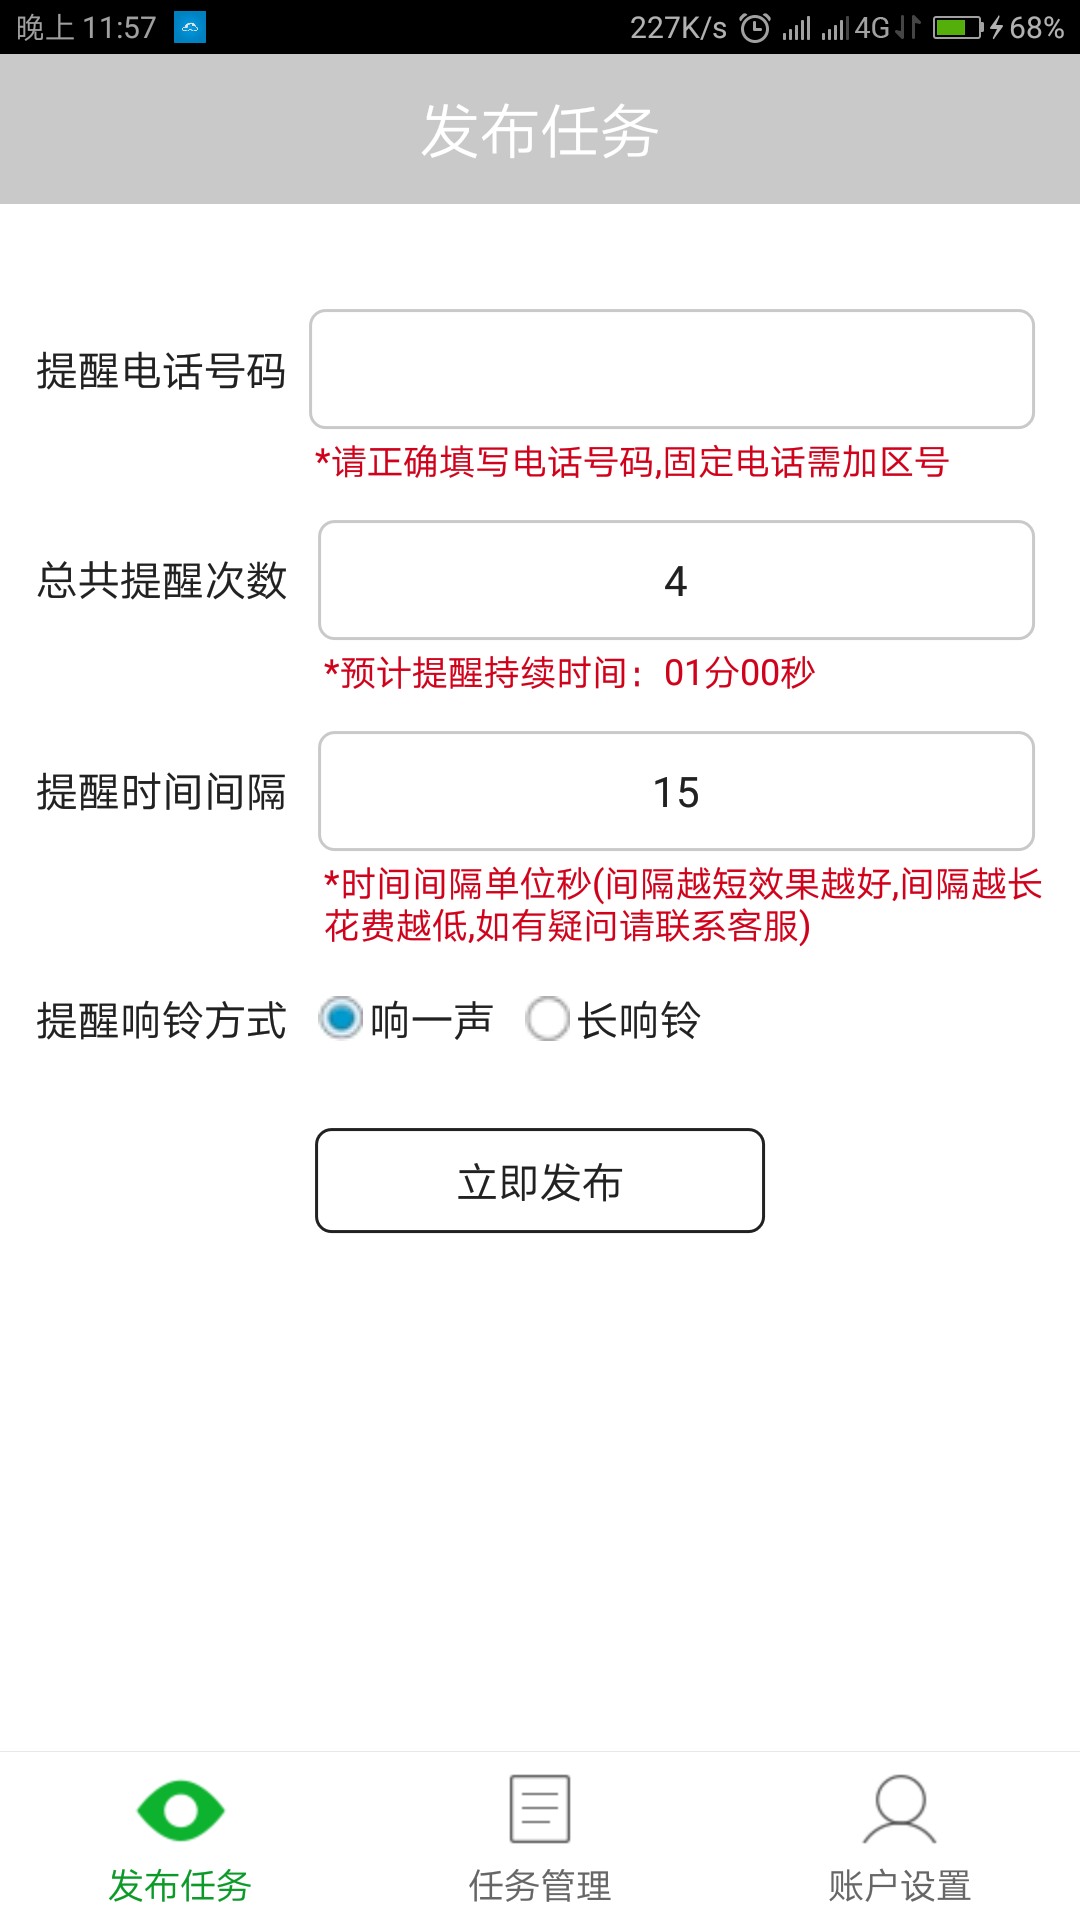 晚上 11:57
227K/s 4G 68%
发布任务
提醒电话号码
*请正确填写电话号码,固定电话需加区号
总共提醒次数 4
*预计提醒持续时间：01分00秒
提醒时间间隔 15
*时间间隔单位秒(间隔越短效果越好,间隔越长
花费越低,如有疑问请联系客服)
提醒响铃方式 响一声 长响铃
立即发布
发布任务 任务管理 账户设置